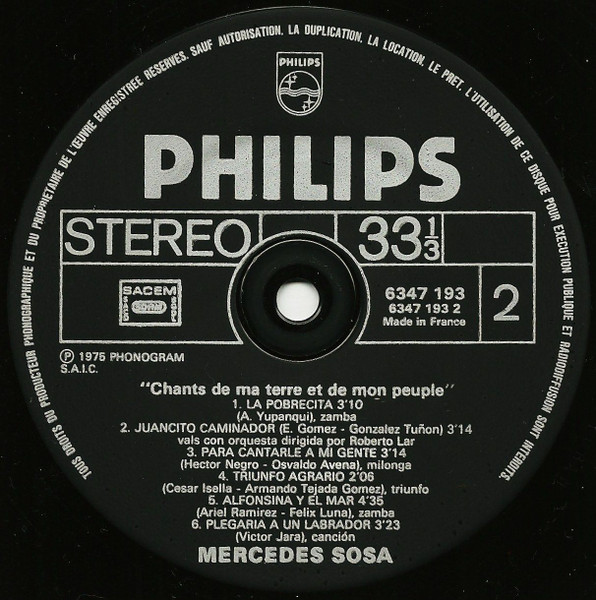 TOUS DROITS DU PRODUCTEUR PHONOGRAPHIQUE ET DU PROPRIETAIRE DE L'ŒUVRE ENREGISTREE RESERVES. SAUF AUTORISATION, LA DUPLICATION, LA LOCATION, LE PRET, L'UTILISATION DE CE DISQUE POUR EXECUTION PUBLIQUE ET RADIODIFFUSION SONT INTERDITS.
PHILIPS
PHILIPS
STEREO
33 1/3
SACEM
6347 193
6347 193 2
Made in France
2
Ⓟ 1975 PHONOGRAM
S.A.I.C.
"Chants de ma terre et de mon peuple"
1. LA POBRECITA 3'10
(A. Yupanqui), zamba
2. JUANCITO CAMINADOR (E. Gomez - Gonzalez Tuñon) 3'14
vals con orquesta dirigida por Roberto Lar
3. PARA CANTARLE A MI GENTE 3'14
(Hector Negro - Osvaldo Avena), milonga
4. TRIUNFO AGRARIO 2'06
(Cesar Isella - Armando Tejada Gomez), triunfo
5. ALFONSINA Y EL MAR 4'35
(Ariel Ramirez - Felix Luna), zamba
6. PLEGARIA A UN LABRADOR 3'23
(Victor Jara), canción
MERCEDES SOSA